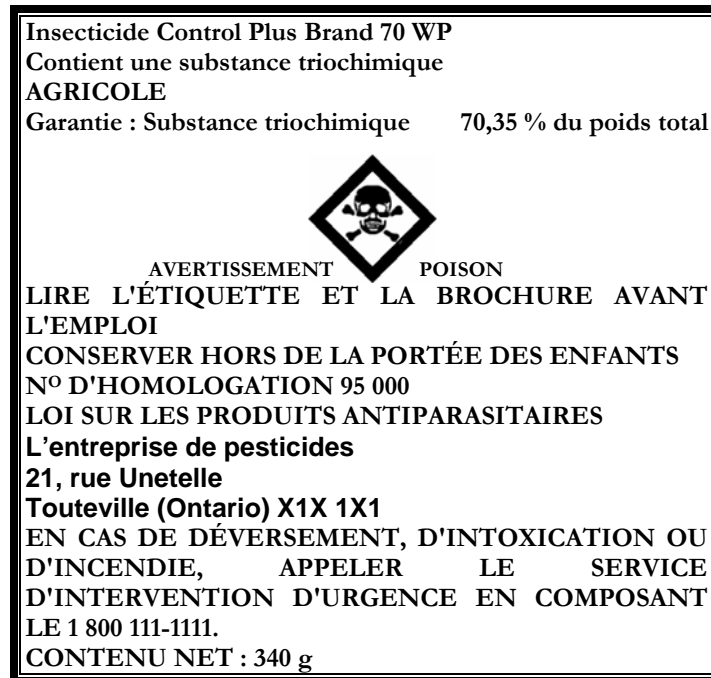 Insecticide Control Plus Brand 70 WP
Contient une substance triochimique
AGRICOLE
Garantie : Substance triochimique 70,35 % du poids total
AVERTISSEMENT POISON
LIRE L'ÉTIQUETTE ET LA BROCHURE AVANT
L'EMPLOI
CONSERVER HORS DE LA PORTÉE DES ENFANTS
Nᴼ D'HOMOLOGATION 95 000
LOI SUR LES PRODUITS ANTIPARASITAIRES
L’entreprise de pesticides
21, rue Unetelle
Touteville (Ontario) X1X 1X1
EN CAS DE DÉVERSEMENT, D'INTOXICATION OU
D'INCENDIE, APPELER LE SERVICE
D'INTERVENTION D'URGENCE EN COMPOSANT
LE 1 800 111-1111.
CONTENU NET : 340 g